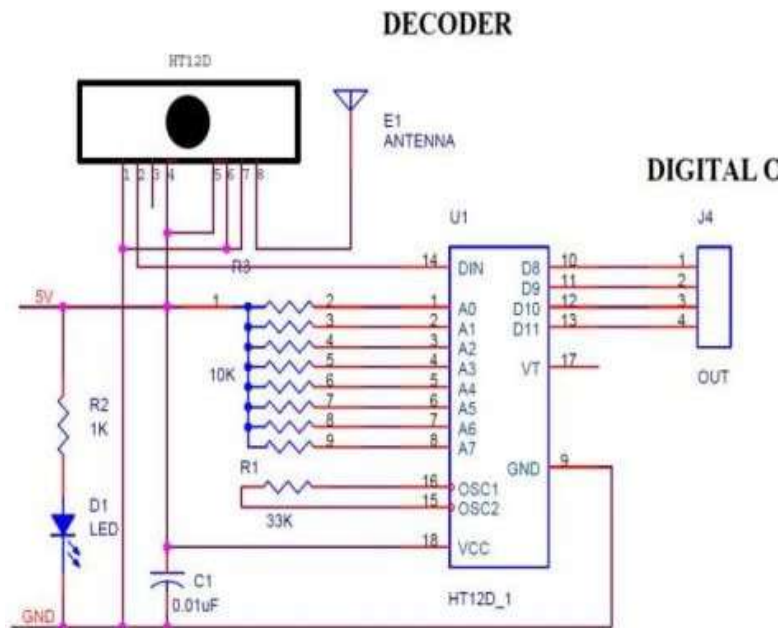 DECODER
HT12D
E1
ANTENNA
1 2 3 4 5 6 7 8
DIGITAL O
U1
J4
R3
14 DIN D8 10 1
D9 11 2
5V 1 2 1 A0 D10 12 3
3 2 A1 D11 13 4
4 3 A2
5 4 A3 VT 17
10K 6 5 A4 OUT
7 6 A5
R2 8 7 A6
1K 9 8 A7
GND 9
R1 16 OSC1
15 OSC2
33K
D1
LED
18 VCC
C1
0.01uF
HT12D_1
GND